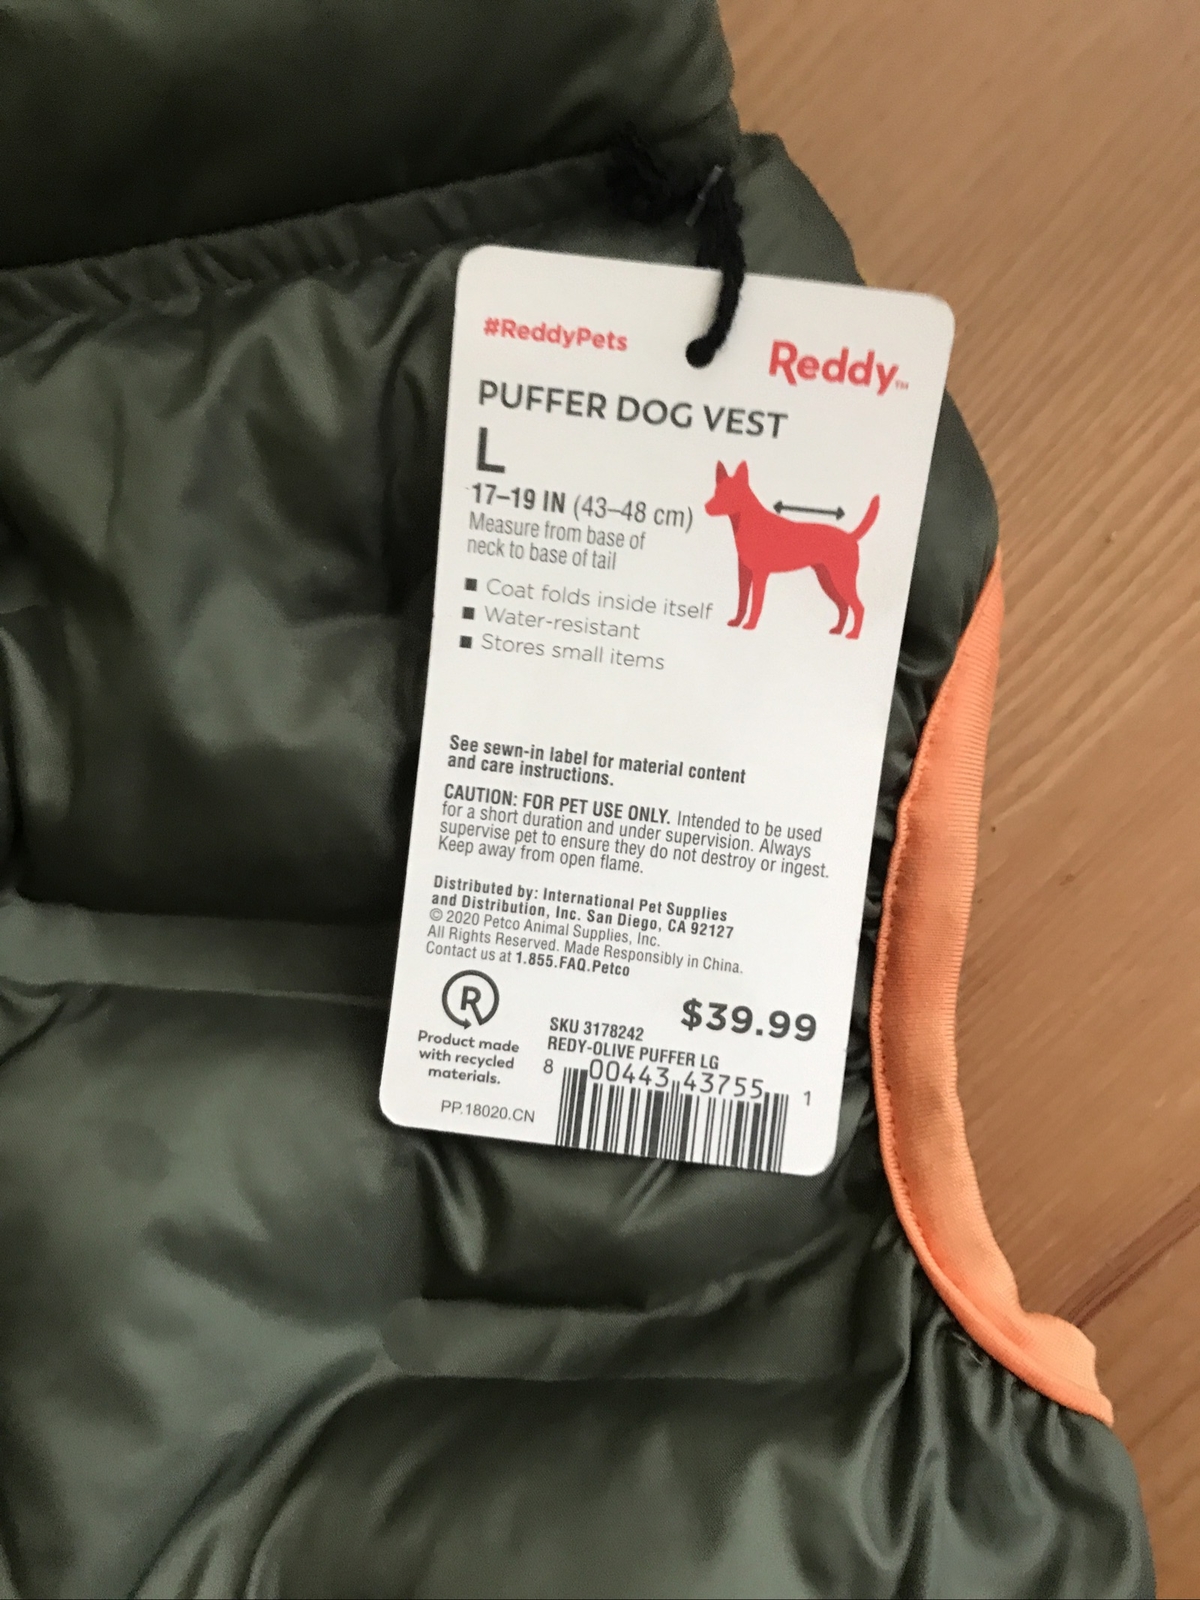 #ReddyPets
Reddy™
PUFFER DOG VEST
L
17–19 IN (43–48 cm)
Measure from base of
neck to base of tail
■ Coat folds inside itself
■ Water-resistant
■ Stores small items
See sewn-in label for material content
and care instructions.
CAUTION: FOR PET USE ONLY. Intended to be used
for a short duration and under supervision. Always
supervise pet to ensure they do not destroy or ingest.
Keep away from open flame.
Distributed by: International Pet Supplies
and Distribution, Inc. San Diego, CA 92127
© 2020 Petco Animal Supplies, Inc.
All Rights Reserved. Made Responsibly in China.
Contact us at 1.855.FAQ.Petco
R
Product made
with recycled
materials.
PP.18020.CN
$39.99
SKU 3178242
REDY-OLIVE PUFFER LG
8 00443 43755 1